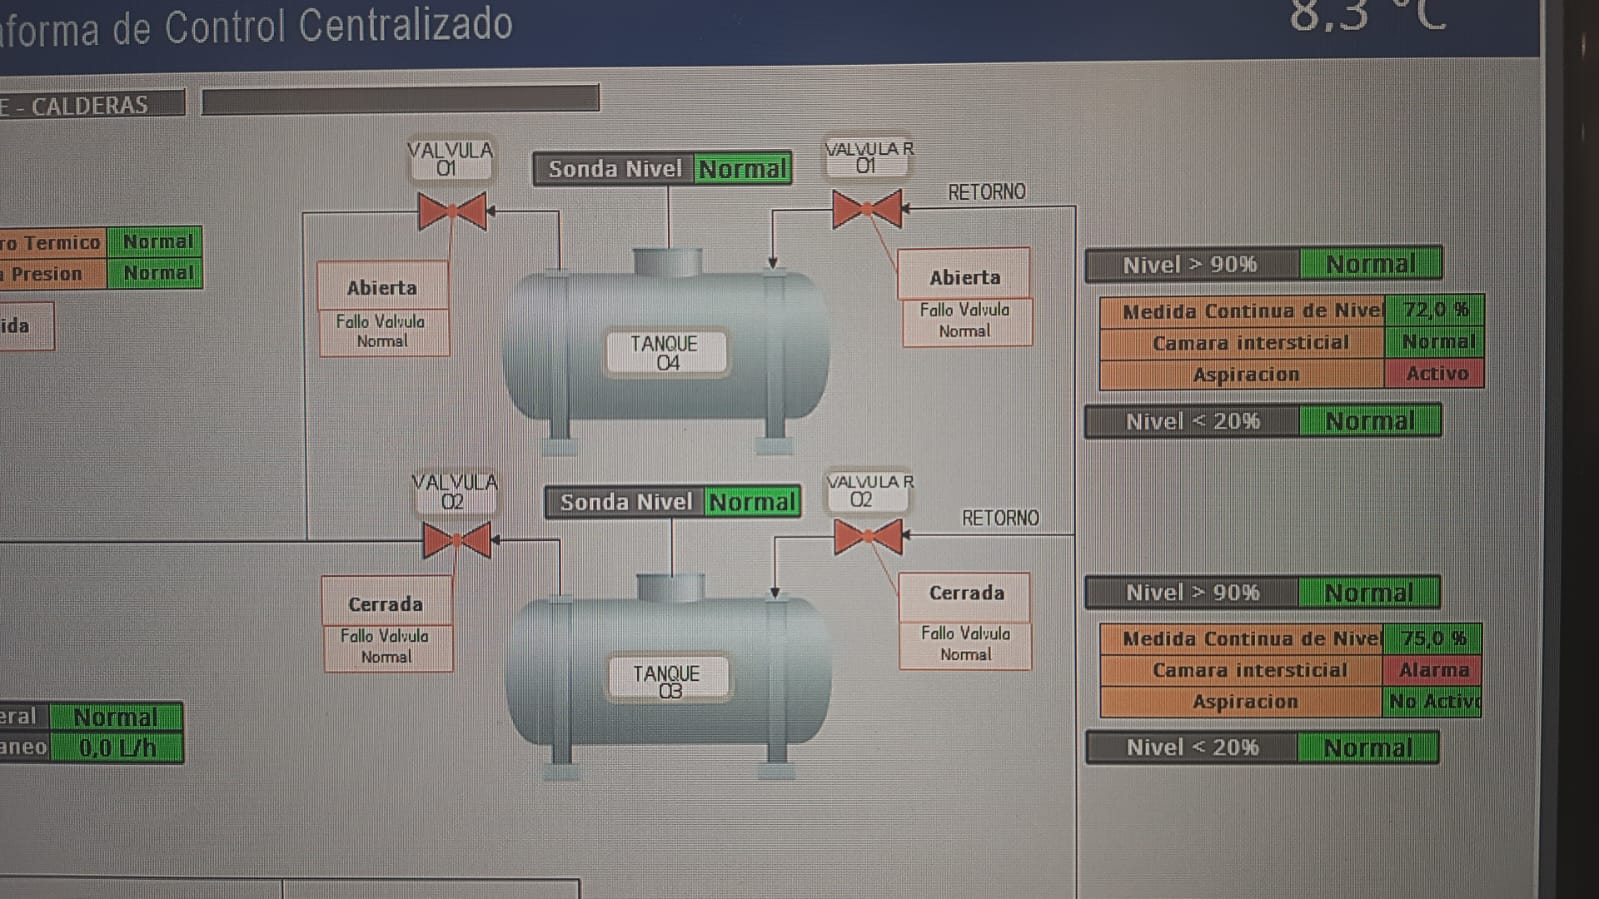 forma de Control Centralizado
8,3 °C
E - CALDERAS
VALVULA
01
Sonda Nivel Normal
VALVULA R
01
RETORNO
ro Termico Normal
Presion Normal
ida
Abierta
Fallo Valvula
Normal
TANQUE
04
Abierta
Fallo Valvula
Normal
Nivel > 90% Normal
Medida Continua de Nivel 72,0 %
Camara intersticial Normal
Aspiracion Activo
Nivel < 20% Normal
VALVULA
02
Sonda Nivel Normal
VALVULA R
02
RETORNO
Cerrada
Fallo Valvula
Normal
TANQUE
03
Cerrada
Fallo Valvula
Normal
Nivel > 90% Normal
Medida Continua de Nivel 75,0 %
Camara intersticial Alarma
Aspiracion No Activo
Nivel < 20% Normal
eral Normal
aneo 0,0 L/h